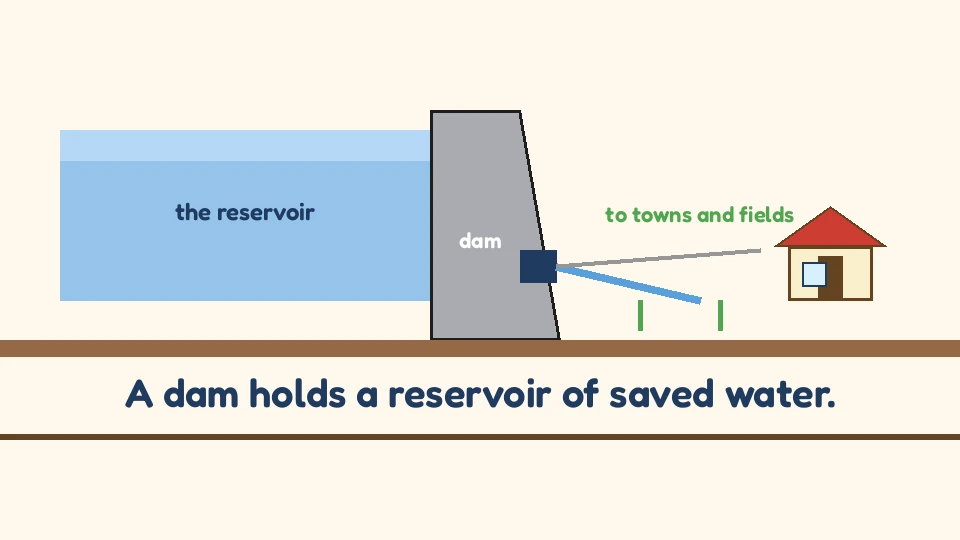 to towns and fields
the reservoir
dam
A dam holds a reservoir of saved water.